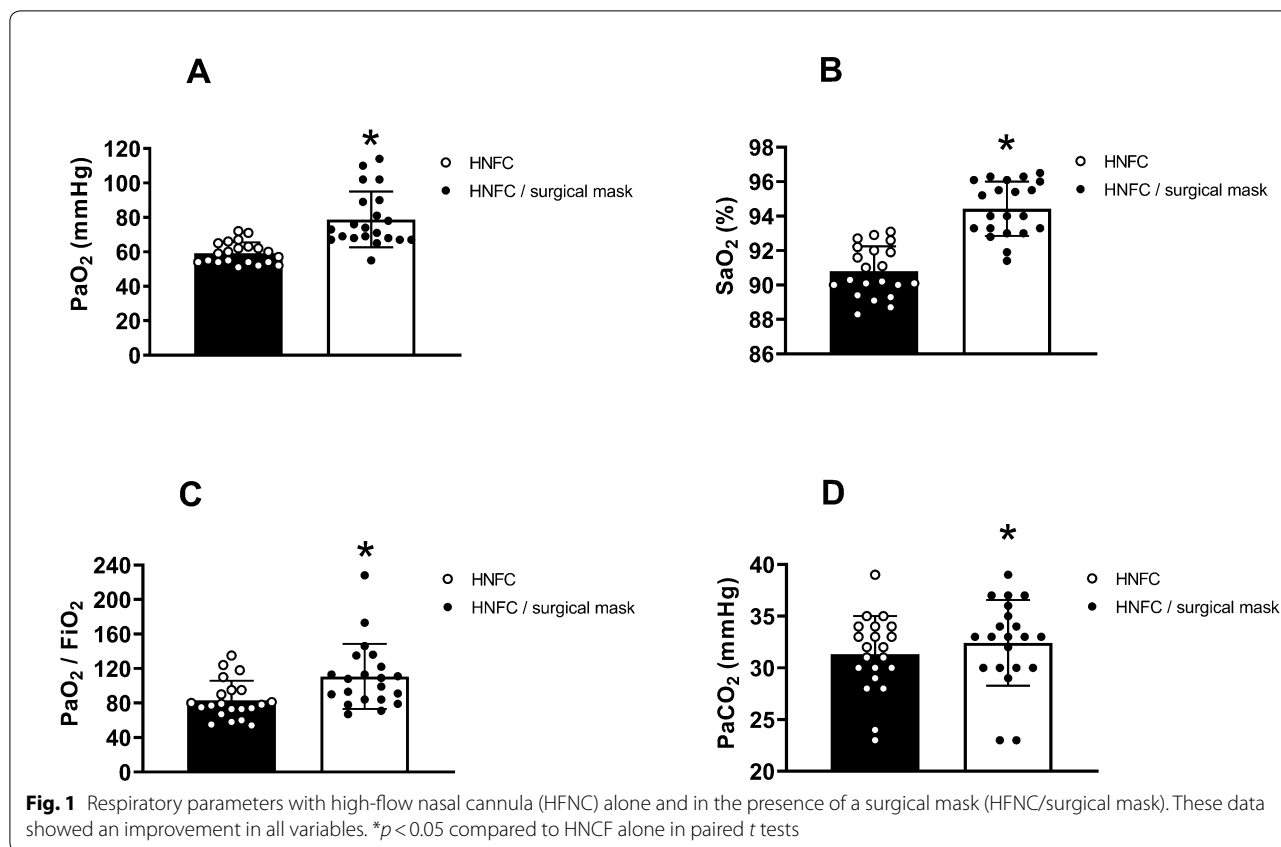 A
PaO2 (mmHg)
120
100
80
60
40
20
0
*
HNFC
HNFC / surgical mask
B
SaO2 (%)
98
96
94
92
90
88
86
*
HNFC
HNFC / surgical mask
C
PaO2 / FiO2
240
200
160
120
80
40
0
*
HNFC
HNFC / surgical mask
D
PaCO2 (mmHg)
40
35
30
25
20
*
HNFC
HNFC / surgical mask
Fig. 1 Respiratory parameters with high-flow nasal cannula (HFNC) alone and in the presence of a surgical mask (HFNC/surgical mask). These data
showed an improvement in all variables. *p < 0.05 compared to HNCF alone in paired t tests